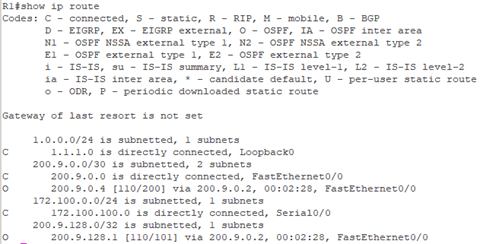 R1#show ip route
Codes: C - connected, S - static, R - RIP, M - mobile, B - BGP
       D - EIGRP, EX - EIGRP external, O - OSPF, IA - OSPF inter area
       N1 - OSPF NSSA external type 1, N2 - OSPF NSSA external type 2
       E1 - OSPF external type 1, E2 - OSPF external type 2
       i - IS-IS, su - IS-IS summary, L1 - IS-IS level-1, L2 - IS-IS level-2
       ia - IS-IS inter area, * - candidate default, U - per-user static route
       o - ODR, P - periodic downloaded static route
Gateway of last resort is not set
     1.0.0.0/24 is subnetted, 1 subnets
C       1.1.1.0 is directly connected, Loopback0
     200.9.0.0/30 is subnetted, 2 subnets
C       200.9.0.0 is directly connected, FastEthernet0/0
O       200.9.0.4 [110/200] via 200.9.0.2, 00:02:28, FastEthernet0/0
     172.100.0.0/24 is subnetted, 1 subnets
C       172.100.100.0 is directly connected, Serial0/0
     200.9.128.0/32 is subnetted, 1 subnets
O       200.9.128.1 [110/101] via 200.9.0.2, 00:02:28, FastEthernet0/0